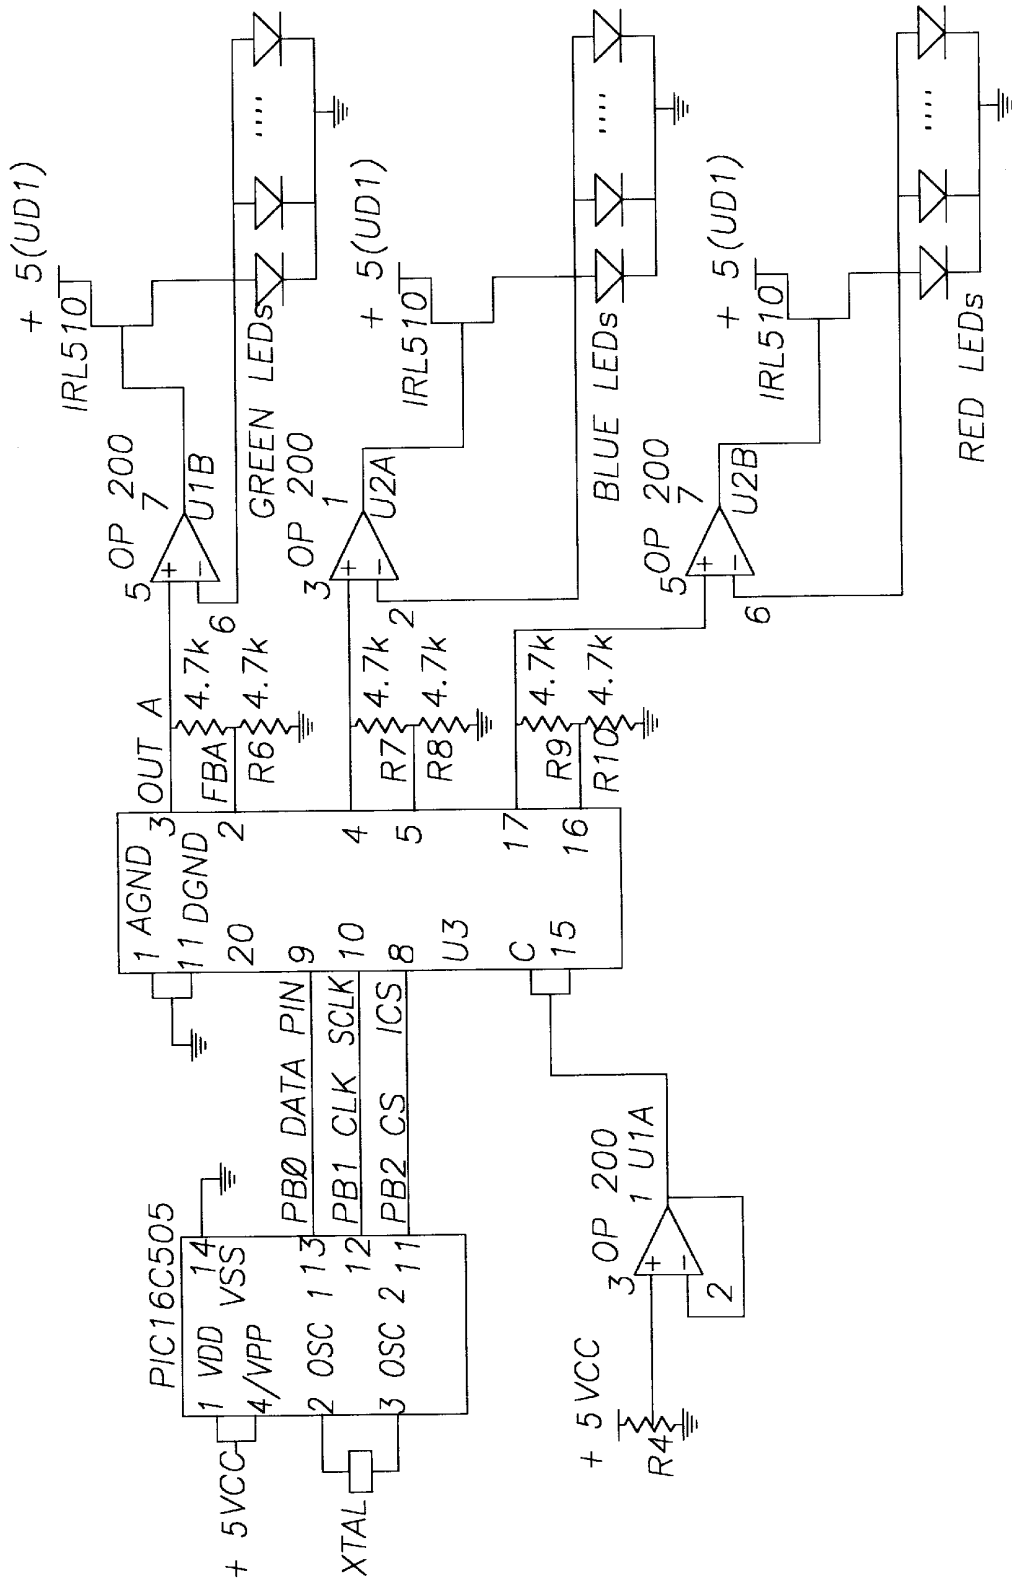 PIC16C505
+ 5VCC
1 VDD 14
VSS
4/VPP
2 OSC 1 13
12
3 OSC 2 11
XTAL
PBØ DATA PIN
PB1 CLK SCLK
PB2 CS ICS
+ 5VCC
R4
3
2
OP 200
1 U1A
1 AGND
11 DGND
20
9
10
8
U3
C
15
3
2
4
5
17
16
OUT A
FBA
4.7k
4.7k
R6
4.7k
4.7k
R7
R8
4.7k
4.7k
R9
R10
5
6
+
-
OP 200
7
U1B
+ 5(UD1)
IRL510
GREEN LEDs
....
3
2
+
-
OP 200
1
U2A
+ 5(UD1)
IRL510
BLUE LEDs
....
5
6
+
-
OP 200
7
U2B
+ 5(UD1)
IRL510
RED LEDs
....
+
-